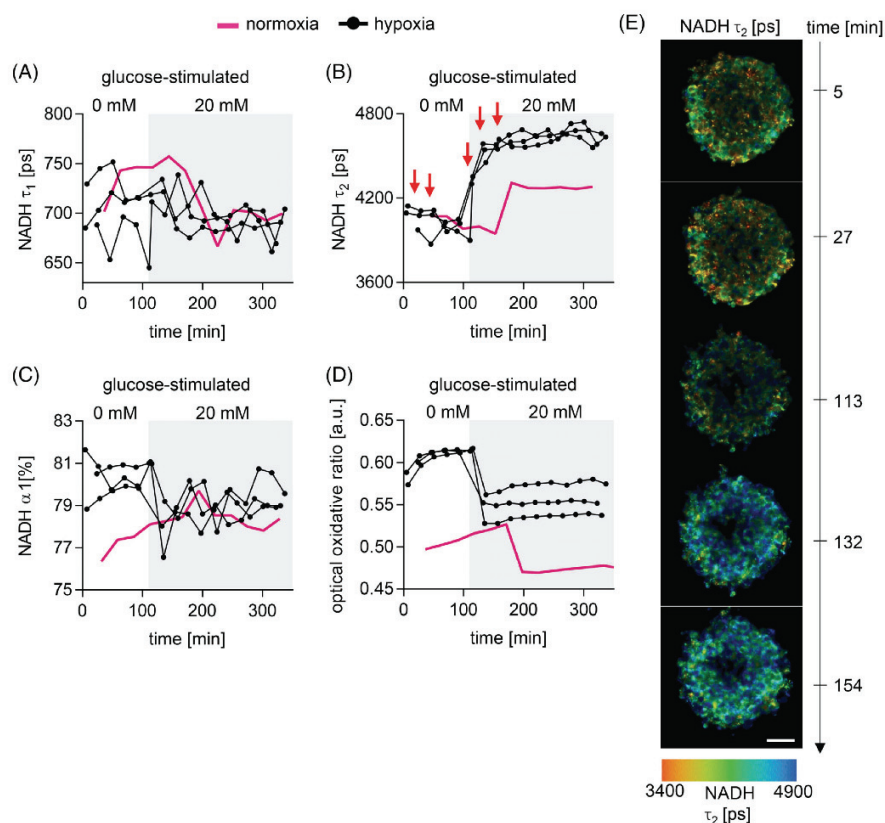 normoxia hypoxia
(A)
glucose-stimulated
0 mM 20 mM
NADH τ1 [ps]
800
750
700
650
0 100 200 300
time [min]
(B)
glucose-stimulated
0 mM 20 mM
NADH τ2 [ps]
4800
4200
3600
0 100 200 300
time [min]
(C)
glucose-stimulated
0 mM 20 mM
NADH α1[%]
83
81
79
77
75
0 100 200 300
time [min]
(D)
glucose-stimulated
0 mM 20 mM
optical oxidative ratio [a.u.]
0.65
0.60
0.55
0.50
0.45
0 100 200 300
time [min]
(E)
NADH τ2 [ps] time [min]
5
27
113
132
154
3400 NADH 4900
τ2 [ps]